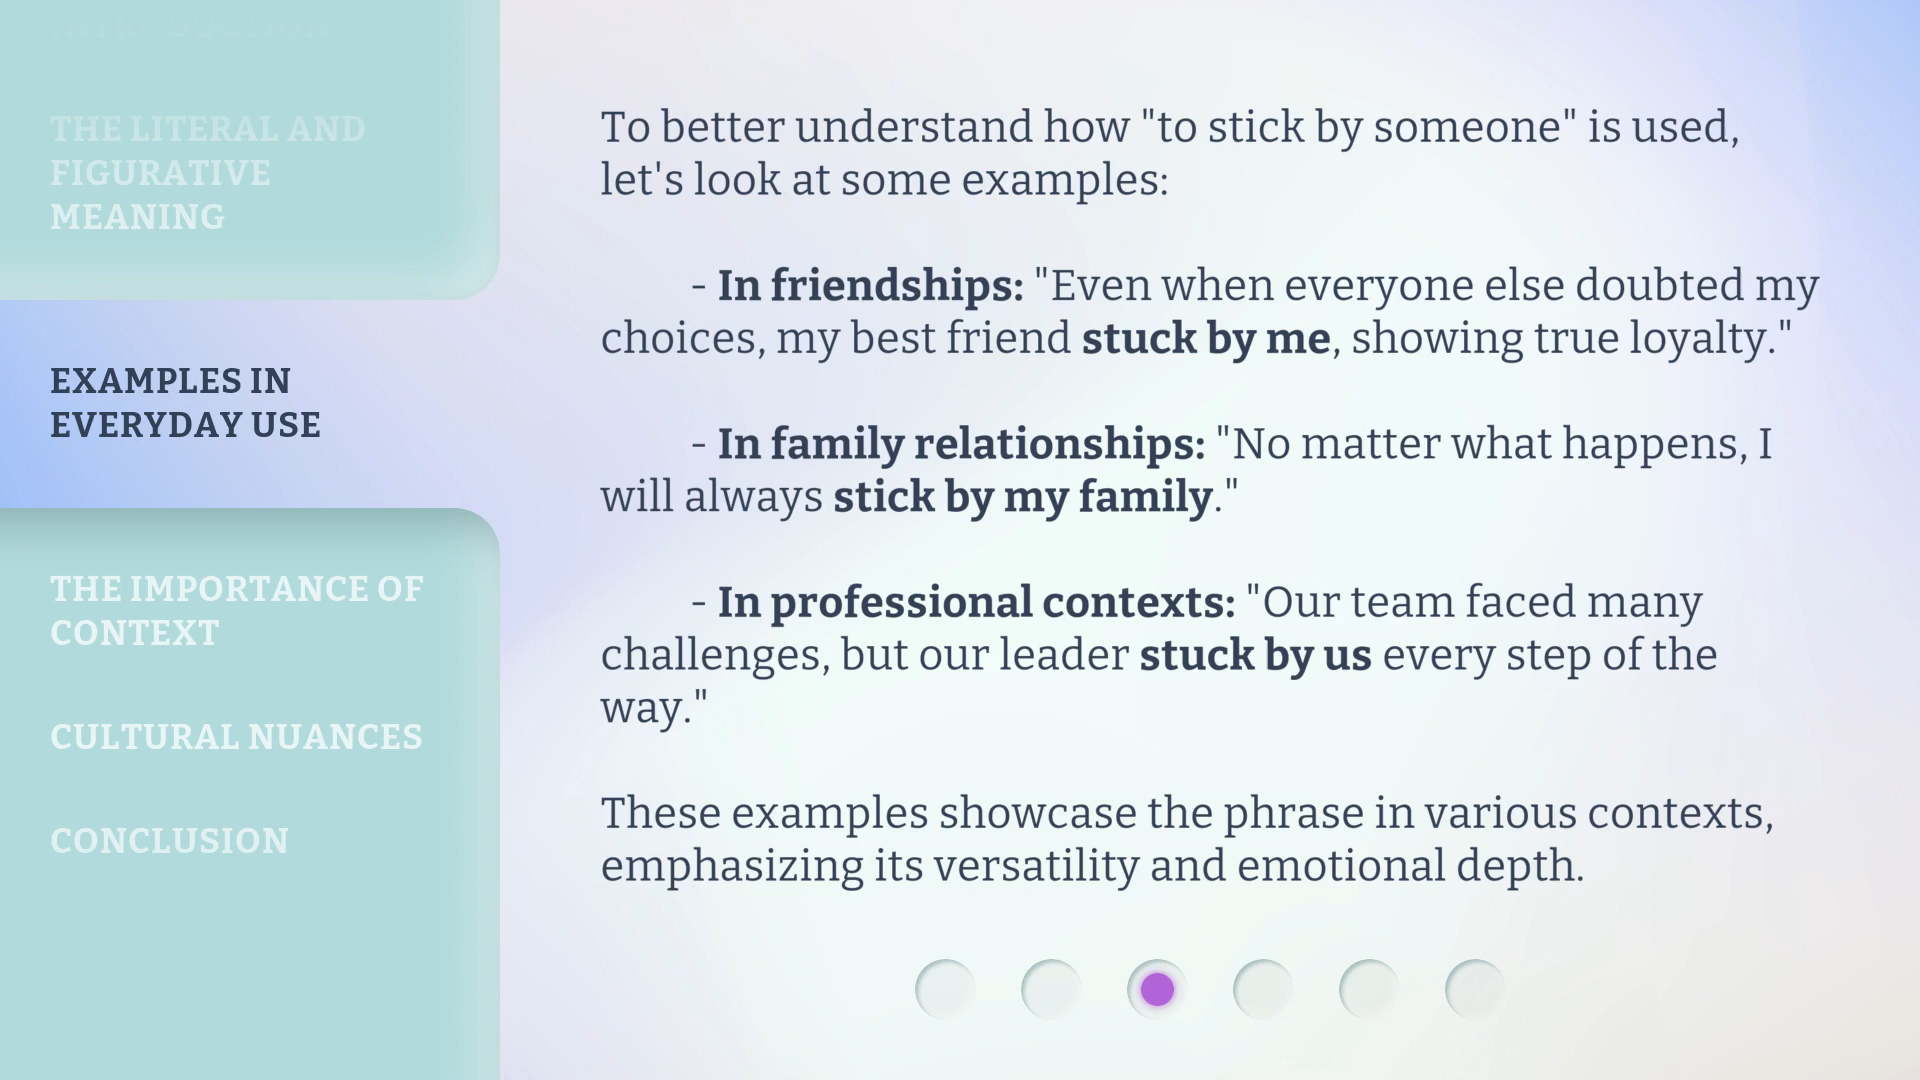 INTRODUCTION
THE LITERAL AND
FIGURATIVE
MEANING
EXAMPLES IN
EVERYDAY USE
THE IMPORTANCE OF
CONTEXT
CULTURAL NUANCES
CONCLUSION
To better understand how "to stick by someone" is used,
let's look at some examples:
- In friendships: "Even when everyone else doubted my
choices, my best friend stuck by me, showing true loyalty."
- In family relationships: "No matter what happens, I
will always stick by my family."
- In professional contexts: "Our team faced many
challenges, but our leader stuck by us every step of the
way."
These examples showcase the phrase in various contexts,
emphasizing its versatility and emotional depth.